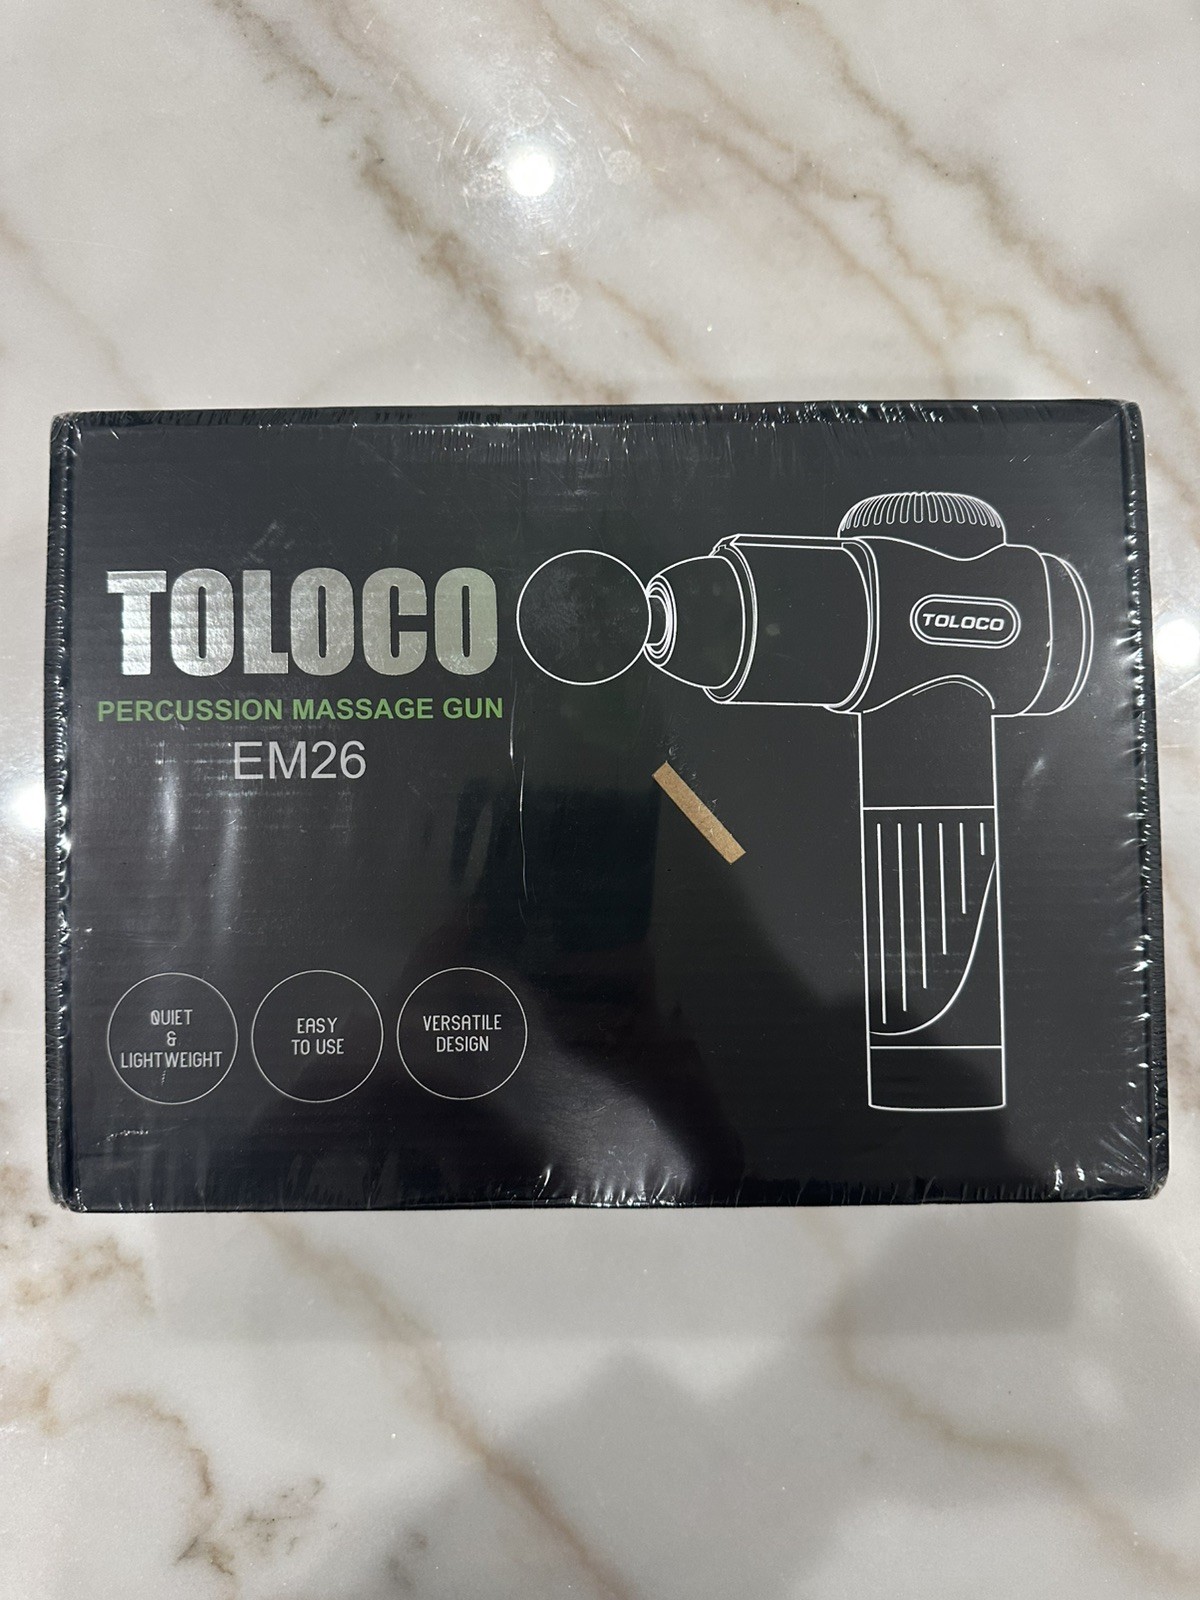 TOLOCO
PERCUSSION MASSAGE GUN
EM26
TOLOCO
QUIET
&
LIGHTWEIGHT
EASY
TO USE
VERSATILE
DESIGN